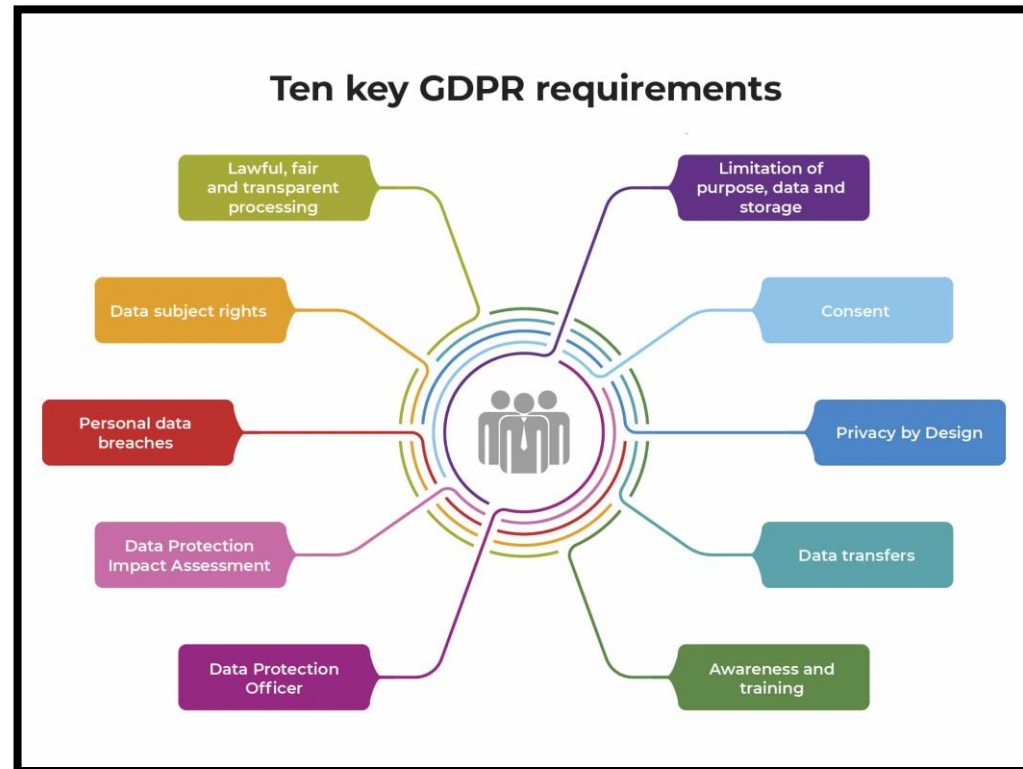 Ten key GDPR requirements
Lawful, fair
and transparent
processing
Limitation of
purpose, data and
storage
Data subject rights
Consent
Personal data
breaches
Privacy by Design
Data Protection
Impact Assessment
Data transfers
Data Protection
Officer
Awareness and
training